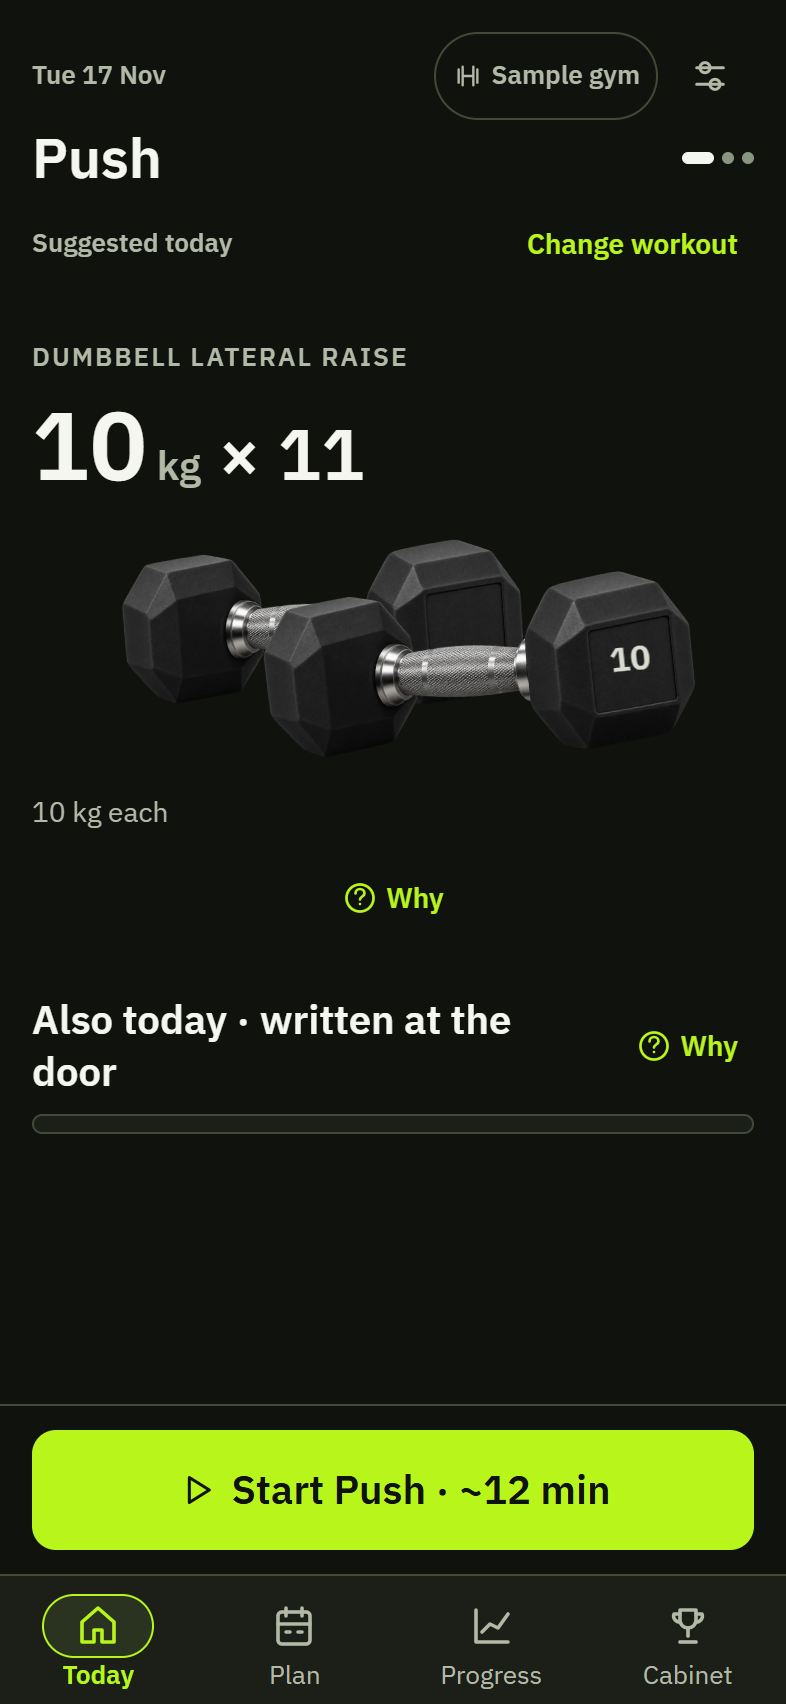 Tue 17 Nov
Sample gym
Push
Suggested today
Change workout
DUMBBELL LATERAL RAISE
10 kg × 11
10
10 kg each
Why
Also today · written at the
door
Why
Start Push · ~12 min
Today
Plan
Progress
Cabinet